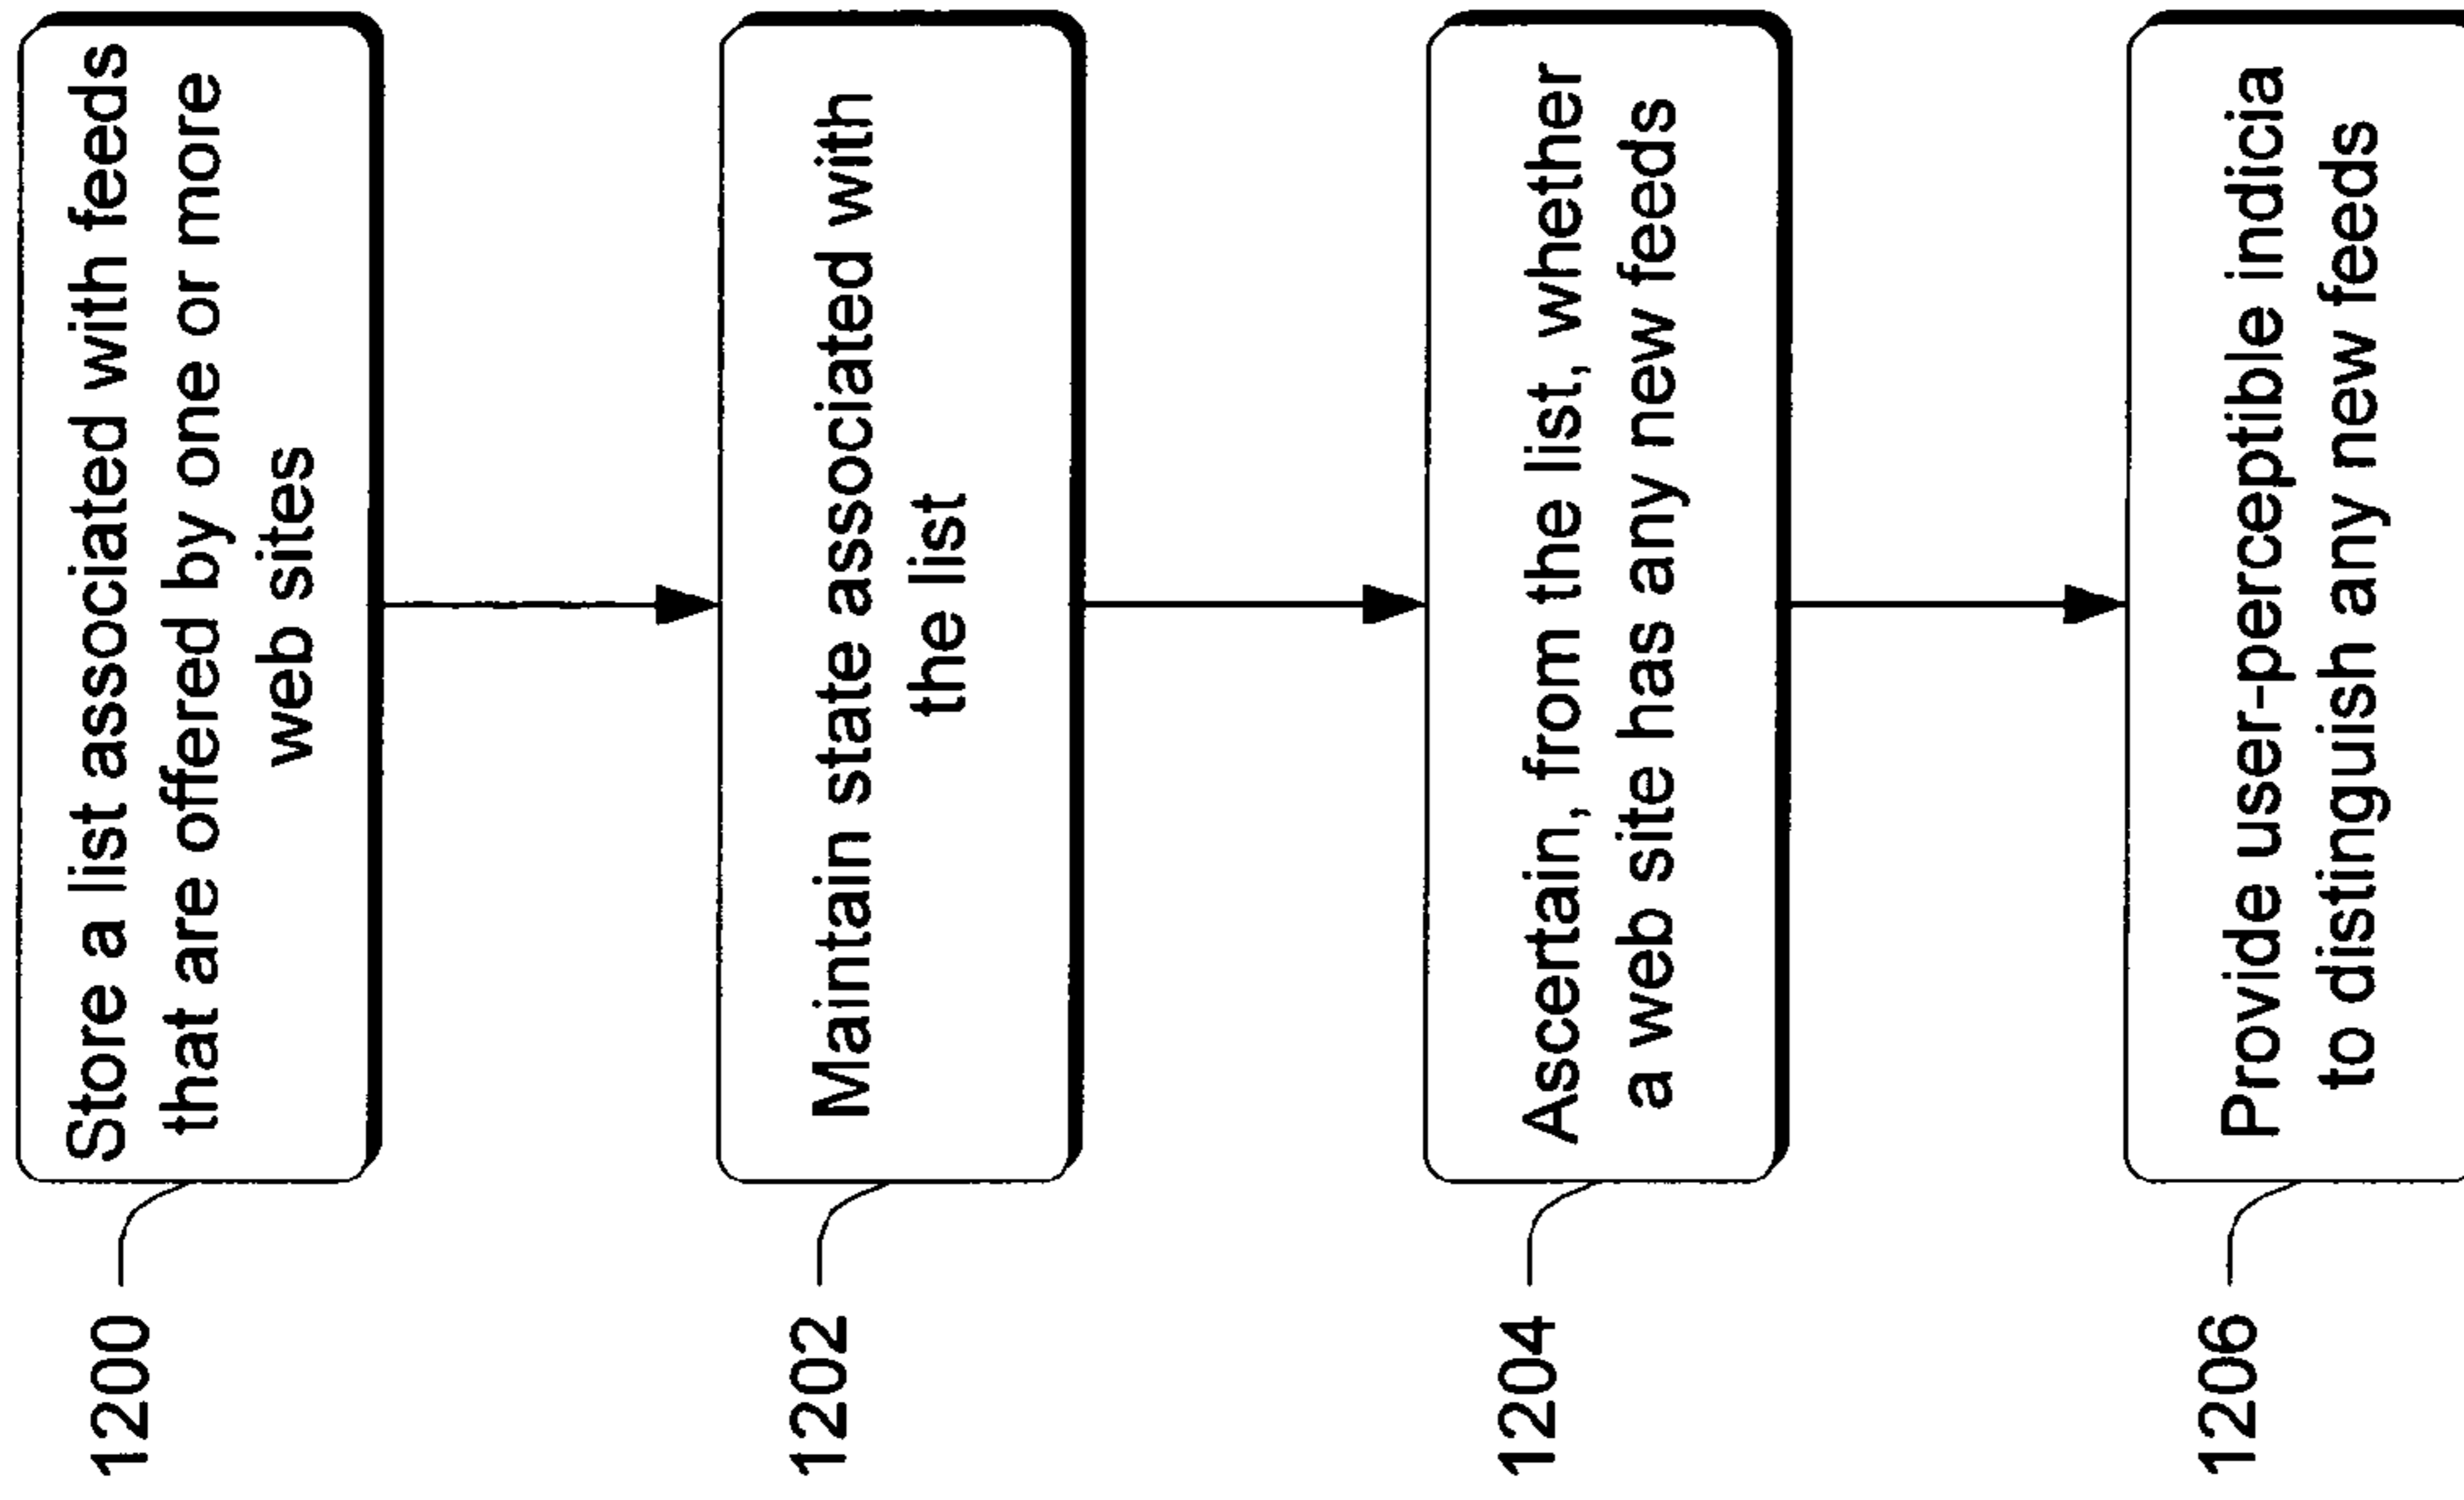 1200
Store a list associated with feeds
that are offered by one or more
web sites
1202
Maintain state associated with
the list
1204
Ascertain, from the list, whether
a web site has any new feeds
1206
Provide user-perceptible indicia
to distinguish any new feeds